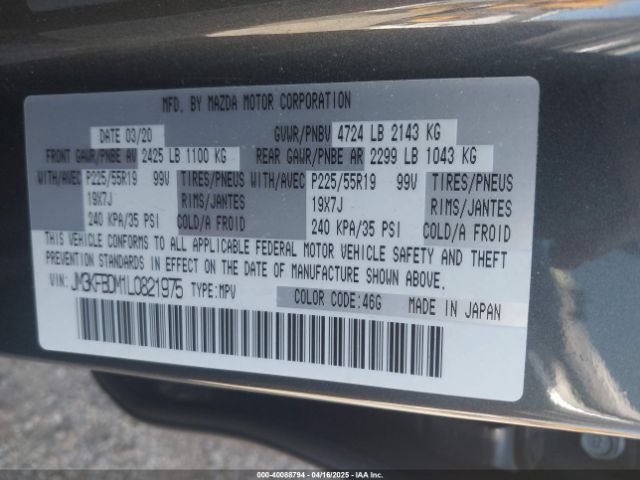 MFD. BY MAZDA MOTOR CORPORATION
DATE 03/20 GVWR/PNBV 4724 LB 2143 KG
FRONT GAWR/PNBE AV 2425 LB 1100 KG REAR GAWR/PNBE AR 2299 LB 1043 KG
WITH/AVEC P225/55R19 99V TIRES/PNEUS WITH/AVEC P225/55R19 99V TIRES/PNEUS
19X7J RIMS/JANTES 19X7J RIMS/JANTES
240 KPA/35 PSI COLD/A FROID 240 KPA/35 PSI COLD/A FROID
THIS VEHICLE CONFORMS TO ALL APPLICABLE FEDERAL MOTOR VEHICLE SAFETY AND THEFT
PREVENTION STANDARDS IN EFFECT ON THE DATE OF MANUFACTURE SHOWN ABOVE.
VIN: JM3KFBDM1L0821975 TYPE:MPV COLOR CODE:46G MADE IN JAPAN
(502) - 40088794 - 04/16/2025 - IAA Inc.